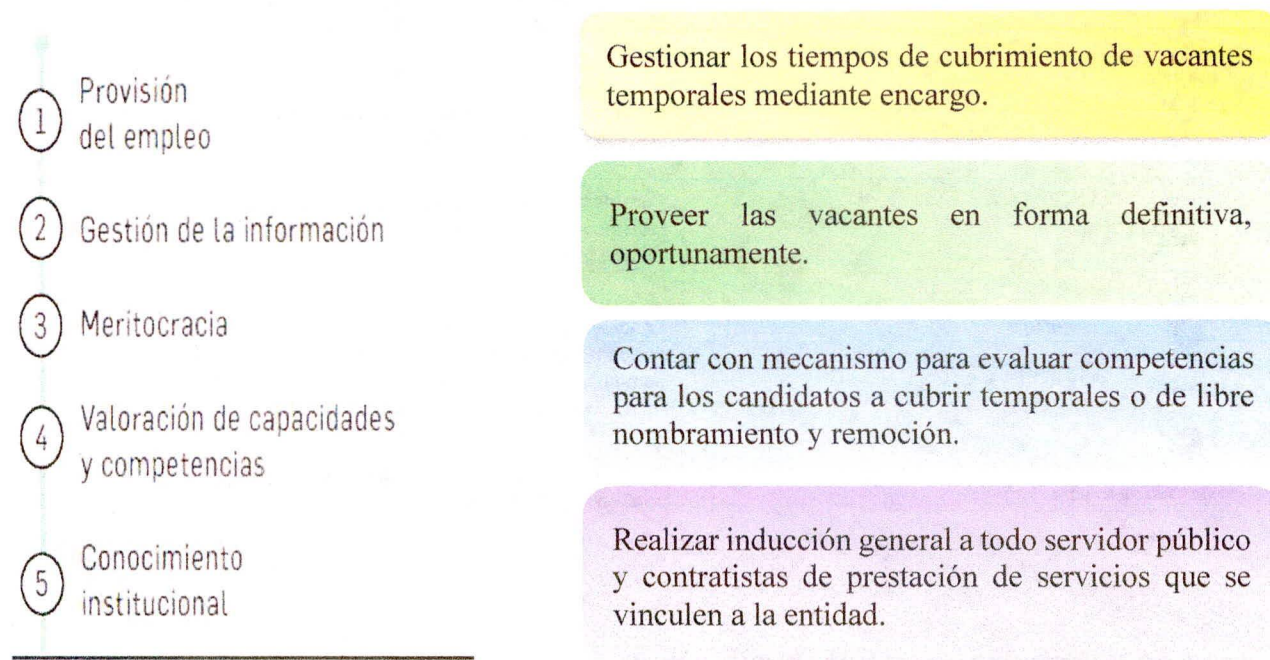 1
Provisión
del empleo
2
Gestión de la información
3
Meritocracia
4
Valoración de capacidades
y competencias
5
Conocimiento
institucional
Gestionar los tiempos de cubrimiento de vacantes
temporales mediante encargo.
Proveer las vacantes en forma definitiva,
oportunamente.
Contar con mecanismo para evaluar competencias
para los candidatos a cubrir temporales o de libre
nombramiento y remoción.
Realizar inducción general a todo servidor público
y contratistas de prestación de servicios que se
vinculen a la entidad.